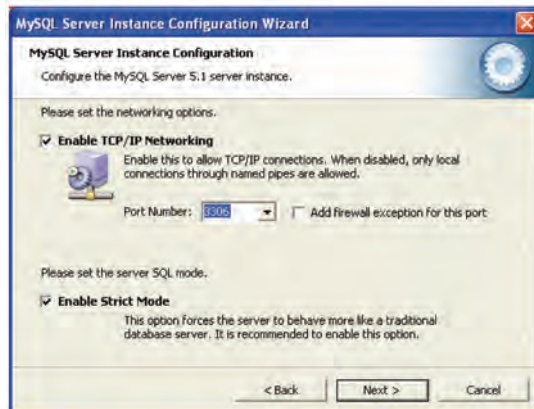 MySQL Server Instance Configuration Wizard
MySQL Server Instance Configuration
Configure the MySQL Server 5.1 server instance.
Please set the networking options.
Enable TCP/IP Networking
Enable this to allow TCP/IP connections. When disabled, only local
connections through named pipes are allowed.
Port Number: 3306 Add firewall exception for this port
Please set the server SQL mode.
Enable Strict Mode
This option forces the server to behave more like a traditional
database server. It is recommended to enable this option.
< Back Next > Cancel